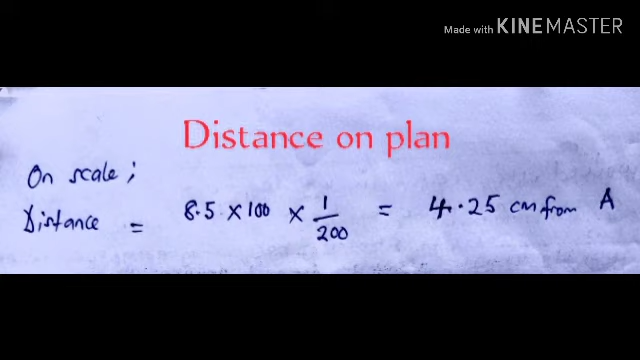 Made with KINEMASTER
Distance on plan
On scale;
Distance = 8.5 × 100 × 1/200 = 4.25 cm from A